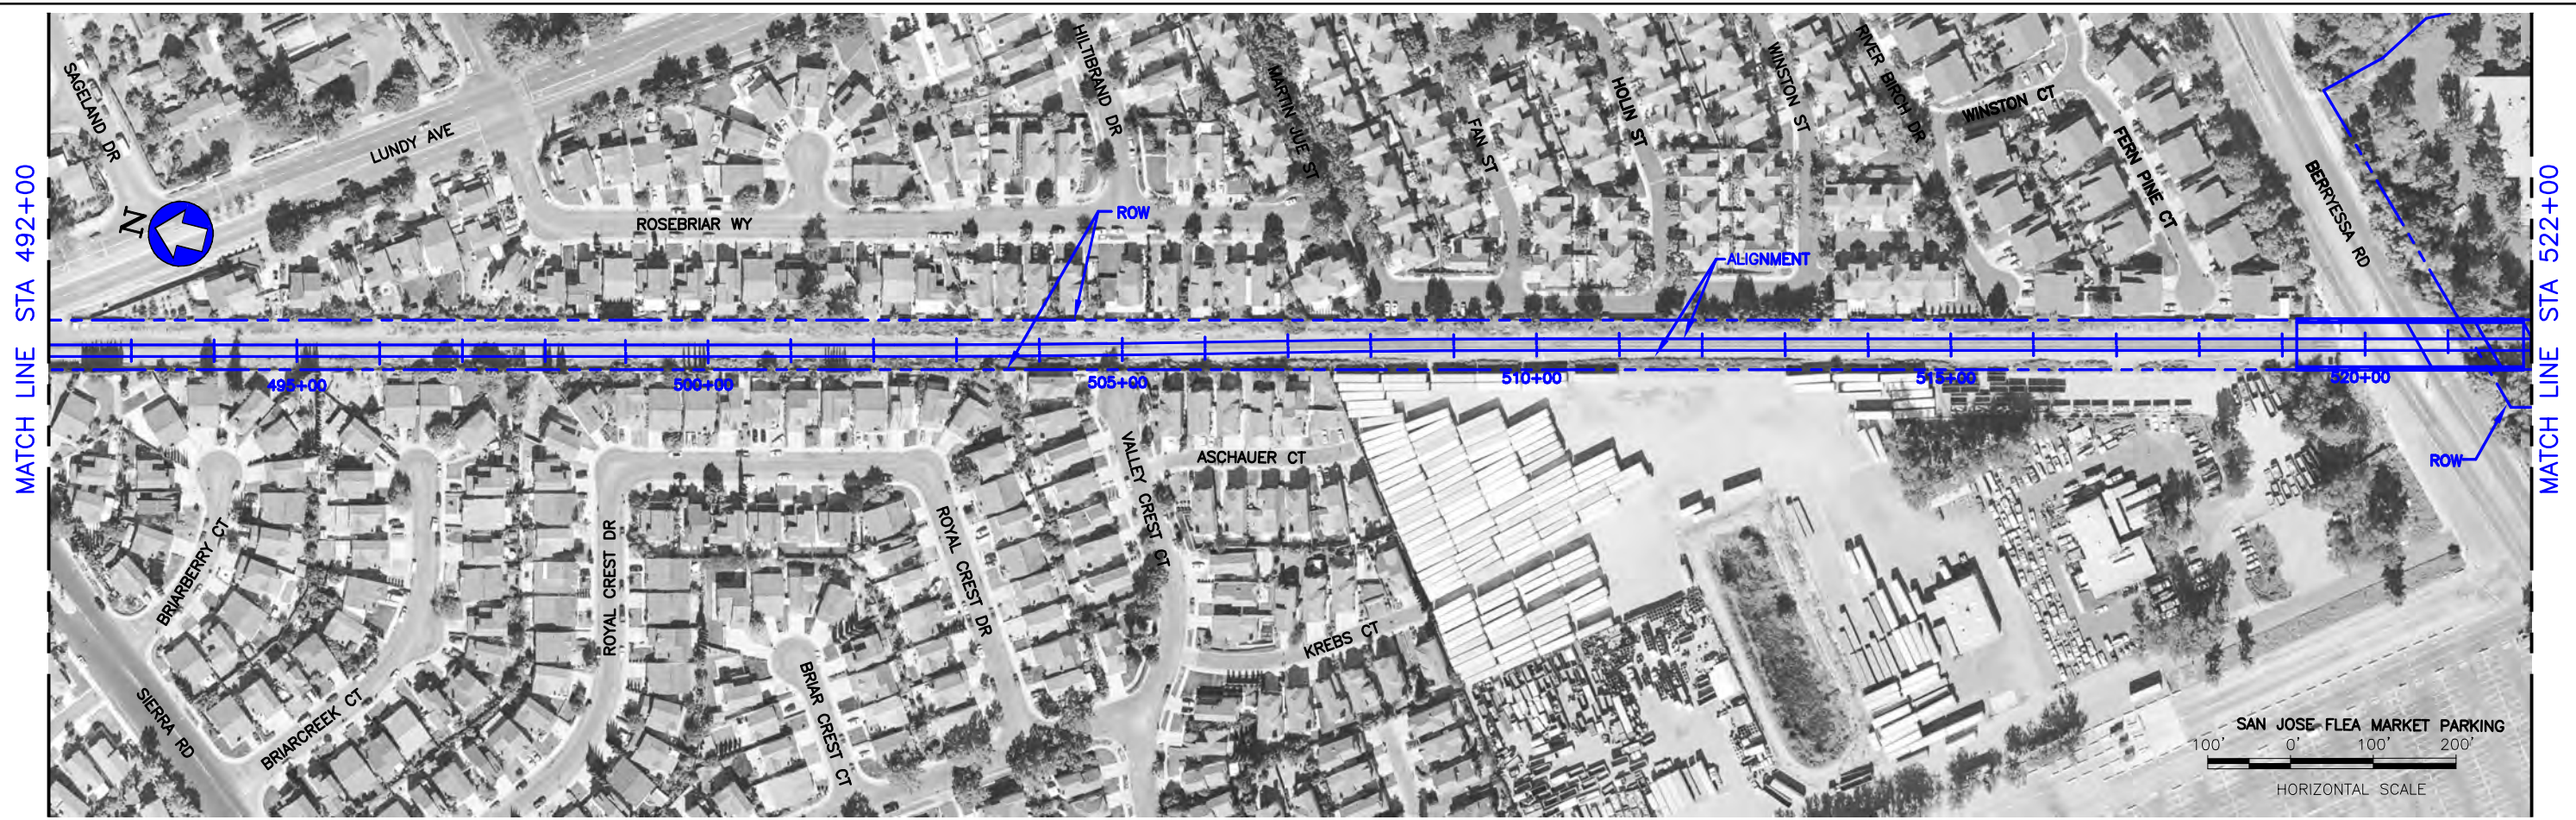 MATCH LINE STA 492+00
SAGELAND DR
N
LUNDY AVE
ROSEBRIAR WY
HILTIBRAND DR
ROW
MARTIN JUE ST
FAN ST
HOLIN ST
WINSTON ST
ALIGNMENT
RIVER BIRCH DR
WINSTON CT
FERN PINE CT
BERRYESSA RD
MATCH LINE STA 522+00
495+00
500+00
505+00
510+00
515+00
520+00
ROW
BRIARBERRY CT
SIERRA RD
BRIARCREEK CT
ROYAL CREST DR
BRIAR CREST CT
ROYAL CREST DR
VALLEY CREST CT
ASCHAUER CT
KREBS CT
SAN JOSE FLEA MARKET PARKING
100' 0' 100' 200'
HORIZONTAL SCALE